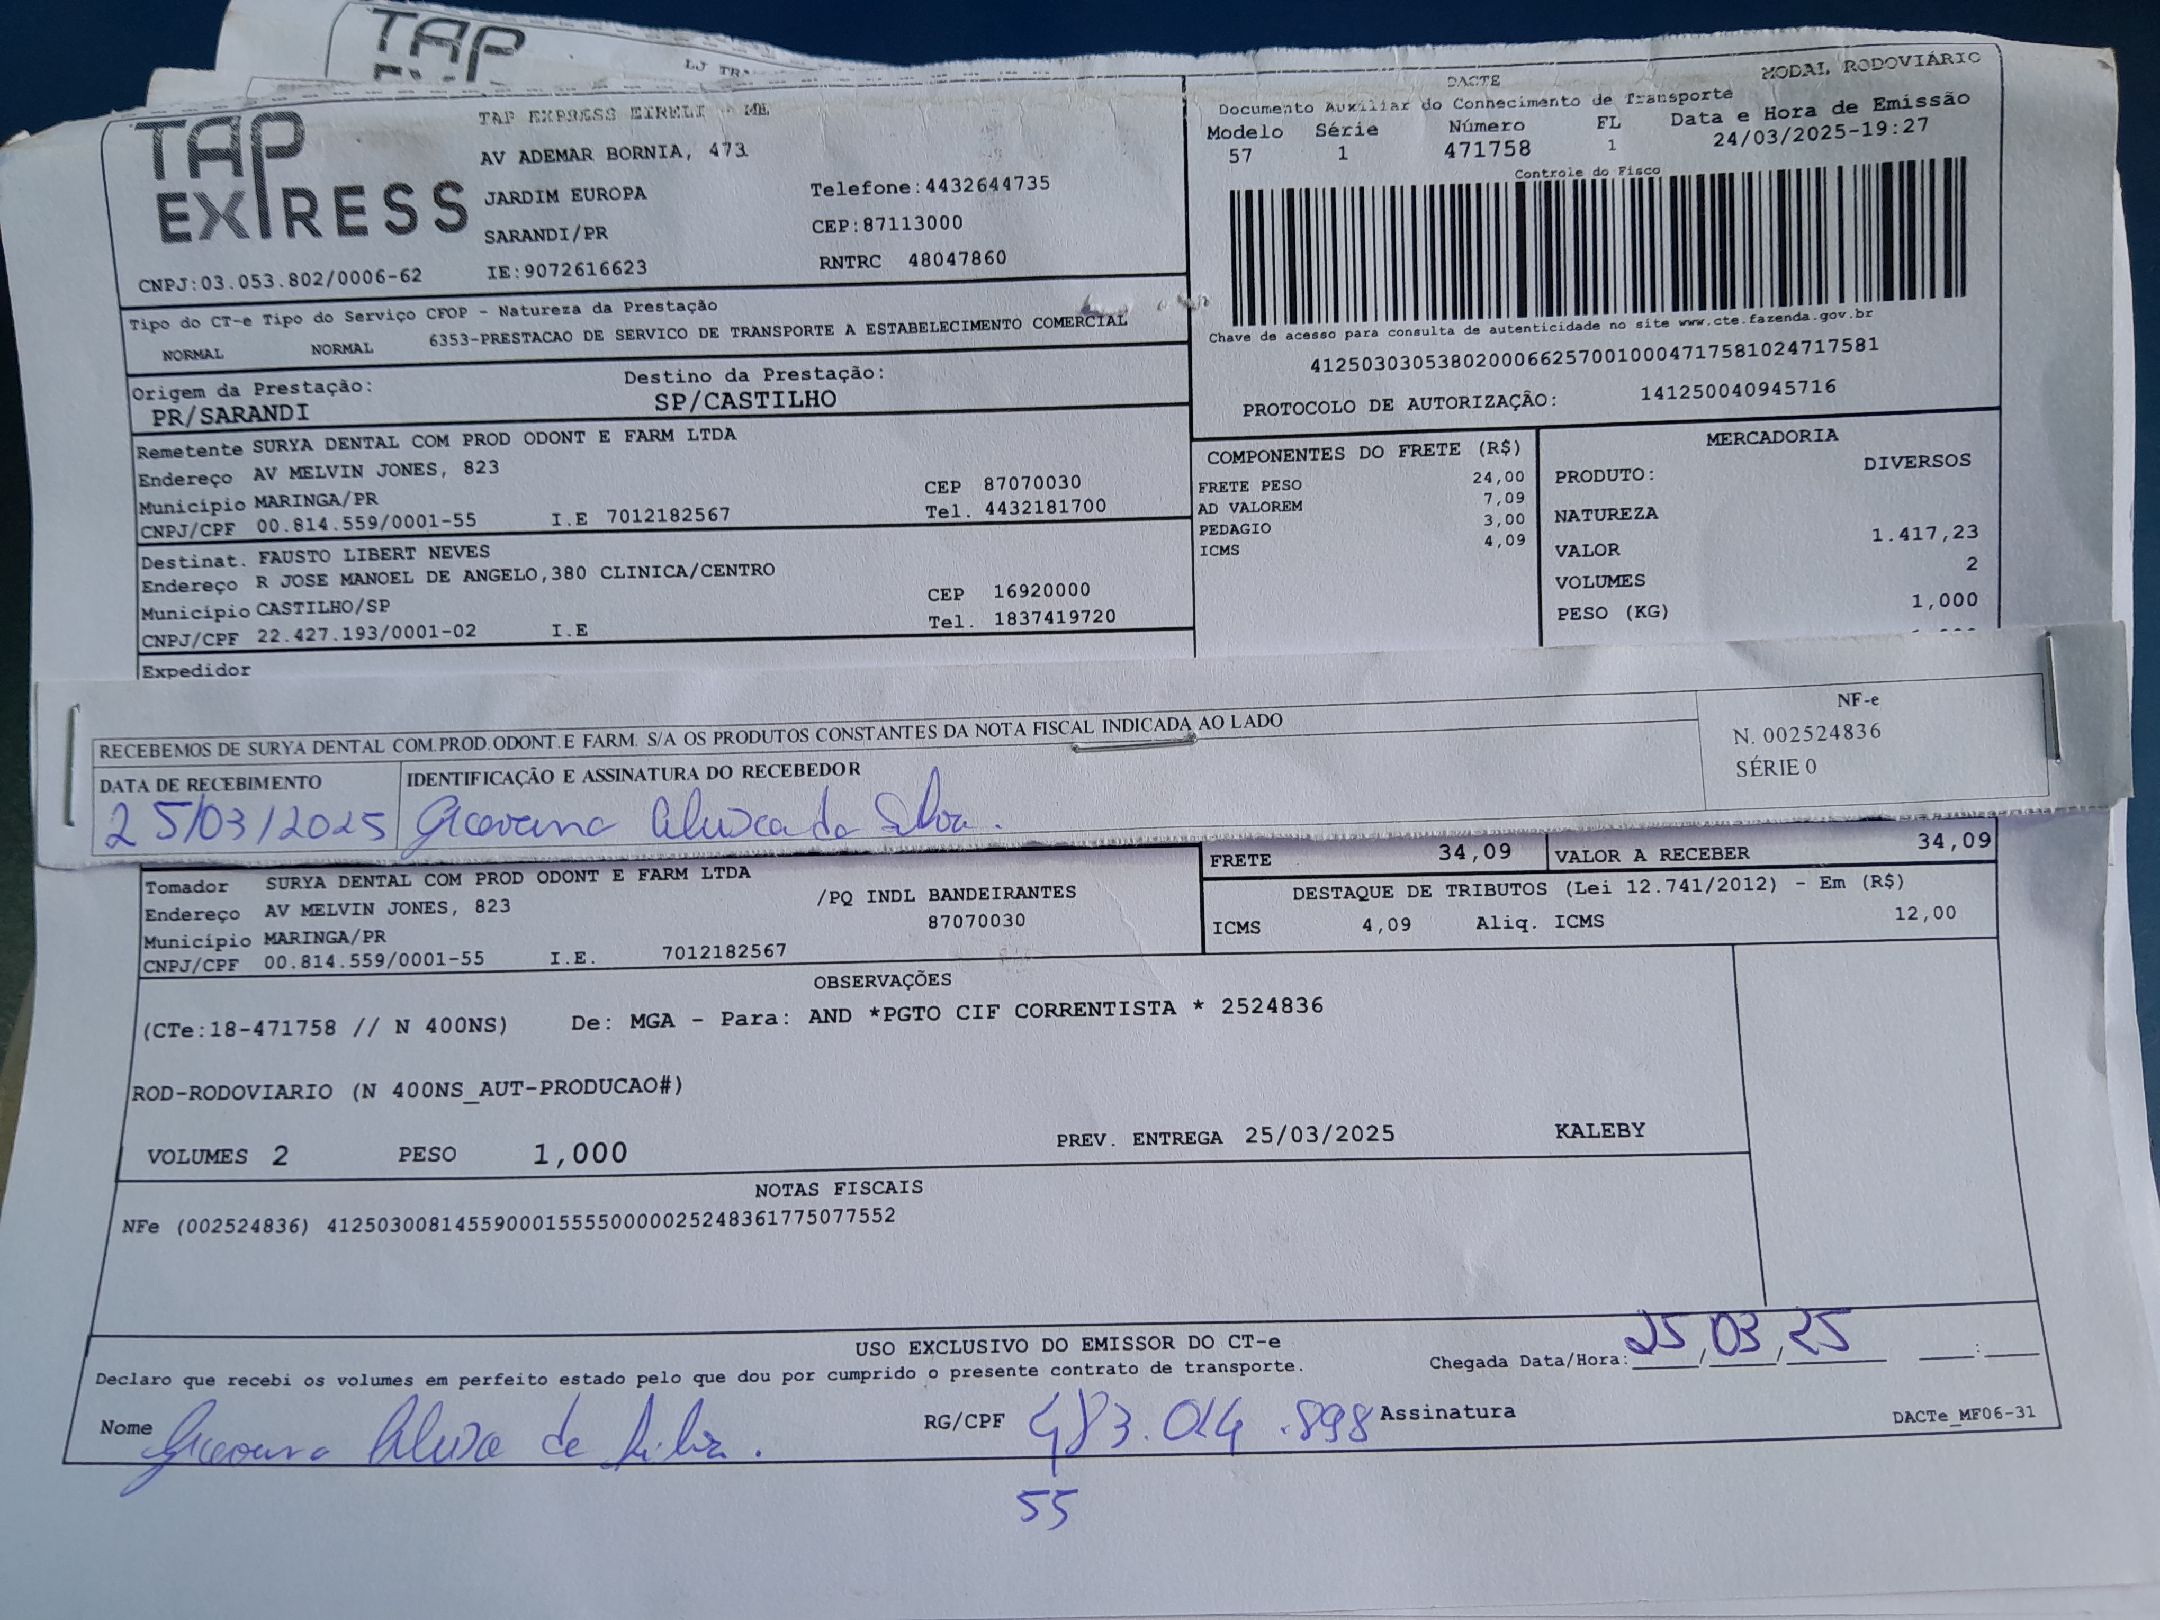 TAP
LJ TRA
TAP EXPRESS
TAP EXPRESS EIRELI - ME
AV ADEMAR BORNIA, 473
JARDIM EUROPA Telefone:4432644735
SARANDI/PR CEP:87113000
CNPJ:03.053.802/0006-62 IE:9072616623 RNTRC 48047860
DACTE MODAL RODOVIÁRIO
Documento Auxiliar do Conhecimento de Transporte
Modelo Série Número FL Data e Hora de Emissão
57 1 471758 1 24/03/2025-19:27
Controle do Fisco
Chave de acesso para consulta de autenticidade no site www.cte.fazenda.gov.br
41250303053802000662570010004717581024717581
PROTOCOLO DE AUTORIZAÇÃO: 141250040945716
Tipo do CT-e Tipo do Serviço CFOP - Natureza da Prestação
NORMAL NORMAL 6353-PRESTACAO DE SERVICO DE TRANSPORTE A ESTABELECIMENTO COMERCIAL
Origem da Prestação: Destino da Prestação:
PR/SARANDI SP/CASTILHO
Remetente SURYA DENTAL COM PROD ODONT E FARM LTDA
Endereço AV MELVIN JONES, 823
Município MARINGA/PR CEP 87070030
CNPJ/CPF 00.814.559/0001-55 I.E 7012182567 Tel. 4432181700
Destinat. FAUSTO LIBERT NEVES
Endereço R JOSE MANOEL DE ANGELO,380 CLINICA/CENTRO
Município CASTILHO/SP CEP 16920000
CNPJ/CPF 22.427.193/0001-02 I.E Tel. 1837419720
Expedidor
COMPONENTES DO FRETE (R$)
FRETE PESO 24,00
AD VALOREM 7,09
PEDAGIO 3,00
ICMS 4,09
MERCADORIA
PRODUTO: DIVERSOS
NATUREZA
VALOR 1.417,23
VOLUMES 2
PESO (KG) 1,000
RECEBEMOS DE SURYA DENTAL COM.PROD.ODONT.E FARM. S/A OS PRODUTOS CONSTANTES DA NOTA FISCAL INDICADA AO LADO
DATA DE RECEBIMENTO IDENTIFICAÇÃO E ASSINATURA DO RECEBEDOR
25/03/2025 da Silva.
NF-e
N. 002524836
SÉRIE 0
FRETE 34,09 VALOR A RECEBER 34,09
Tomador SURYA DENTAL COM PROD ODONT E FARM LTDA
Endereço AV MELVIN JONES, 823 /PQ INDL BANDEIRANTES
Município MARINGA/PR 87070030
CNPJ/CPF 00.814.559/0001-55 I.E. 7012182567
DESTAQUE DE TRIBUTOS (Lei 12.741/2012) - Em (R$)
ICMS 4,09 Aliq. ICMS 12,00
OBSERVAÇÕES
(CTe:18-471758 // N 400NS) De: MGA - Para: AND *PGTO CIF CORRENTISTA * 2524836
ROD-RODOVIARIO (N 400NS_AUT-PRODUCAO#)
VOLUMES 2 PESO 1,000 PREV. ENTREGA 25/03/2025 KALEBY
NOTAS FISCAIS
NFe (002524836) 41250300814559000155550000025248361775077552
USO EXCLUSIVO DO EMISSOR DO CT-e
Declaro que recebi os volumes em perfeito estado pelo que dou por cumprido o presente contrato de transporte. Chegada Data/Hora: 25/03/25 :
Nome da Silva. RG/CPF 483.014.898 Assinatura DACTe_MF06-31
55